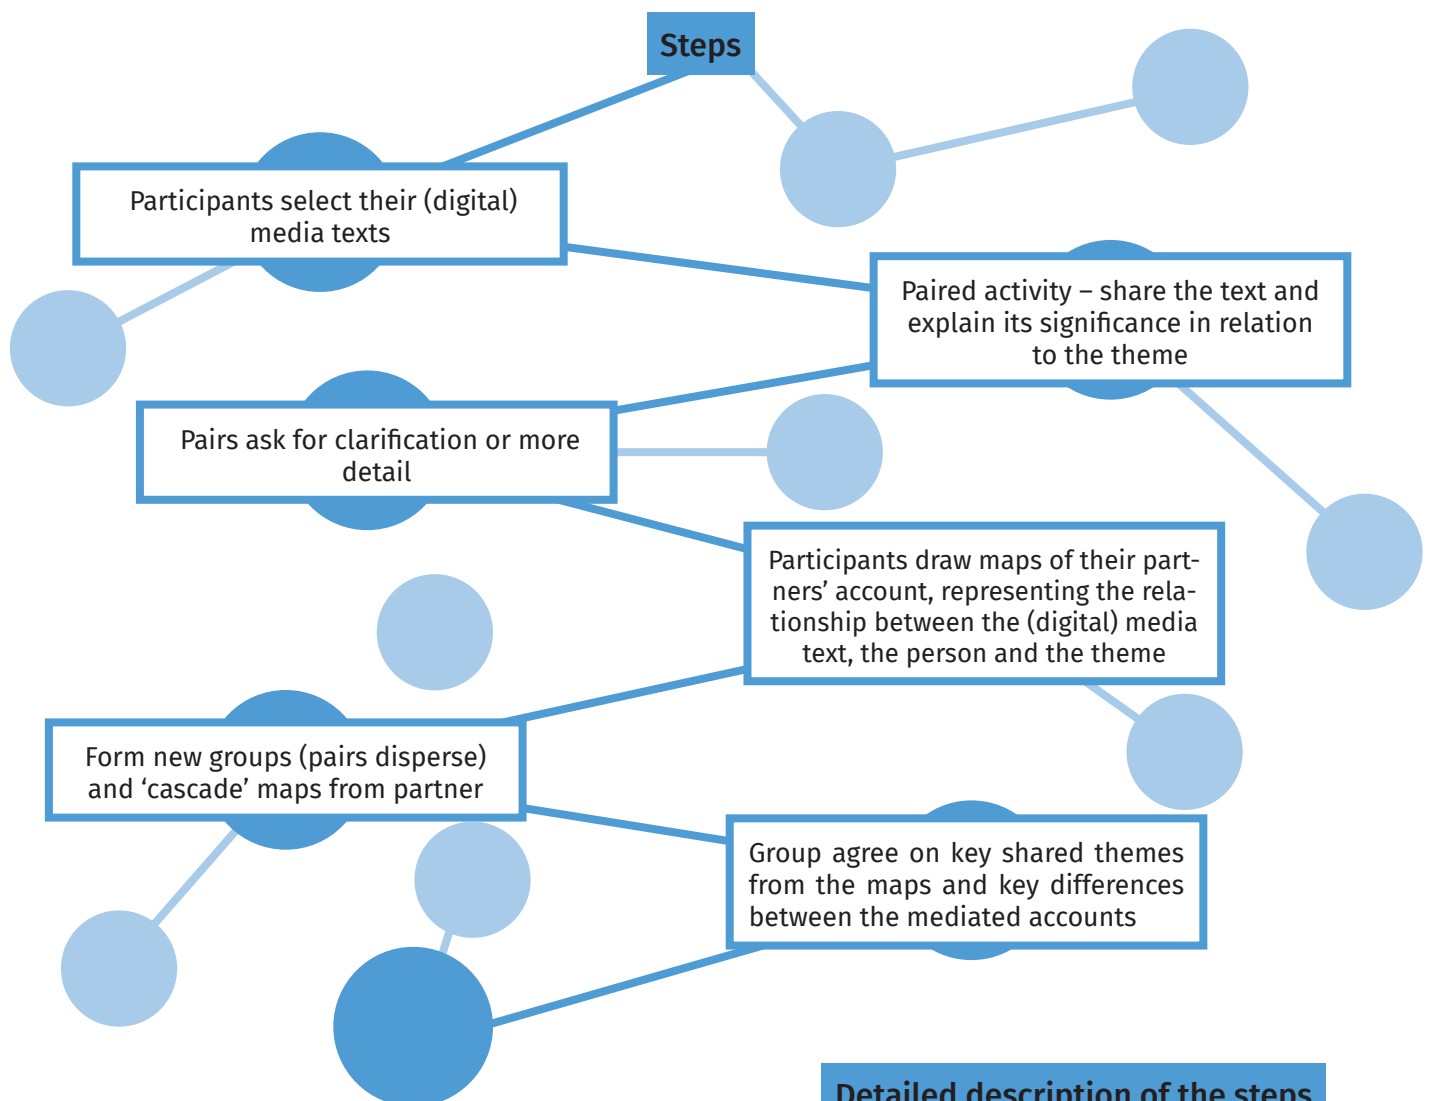 Steps
Participants select their (digital)
media texts
Paired activity – share the text and
explain its significance in relation
to the theme
Pairs ask for clarification or more
detail
Participants draw maps of their part-
ners’ account, representing the rela-
tionship between the (digital) media
text, the person and the theme
Form new groups (pairs disperse)
and ‘cascade’ maps from partner
Group agree on key shared themes
from the maps and key differences
between the mediated accounts
Detailed description of the steps